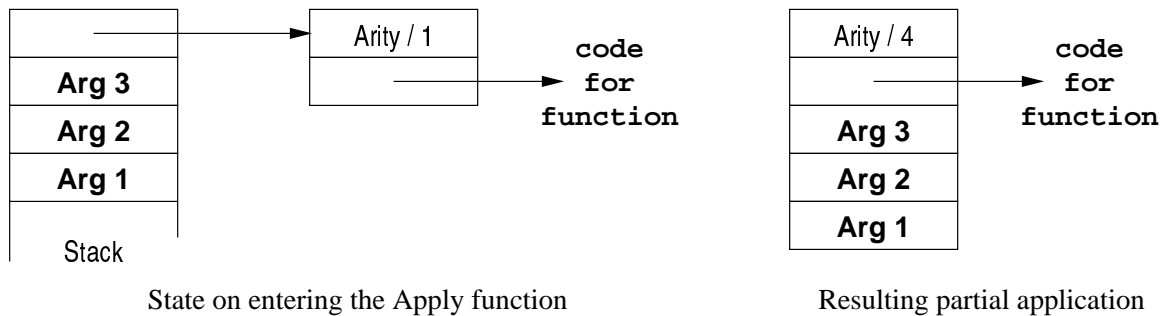 Arity / 1
code
for
function
Arg 3
Arg 2
Arg 1
Stack
State on entering the Apply function
Arity / 4
code
for
function
Arg 3
Arg 2
Arg 1
Resulting partial application